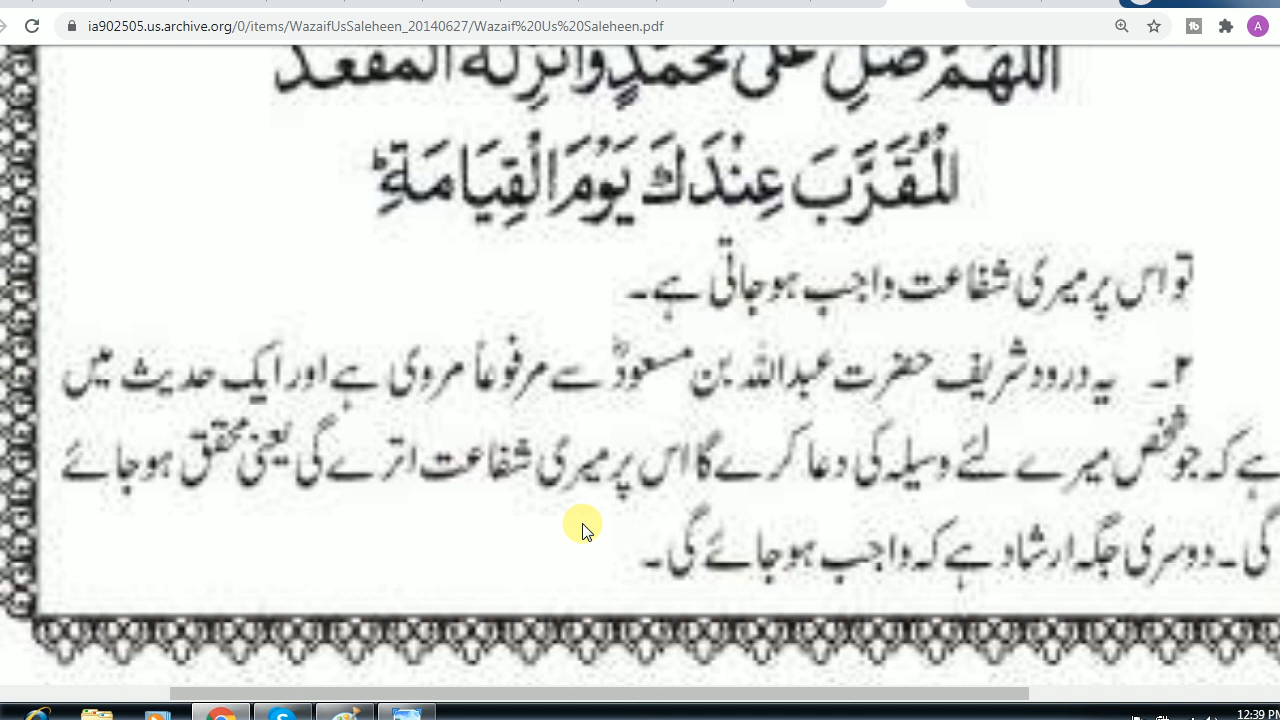 ia902505.us.archive.org/0/items/WazaifUsSaleheen_20140627/Wazaif%20Us%20Saleheen.pdf
A
اَللّٰهُمَّ صَلِّ عَلٰى مُحَمَّدٍ وَّاَنْزِلْهُ الْمَقْعَدَ
الْمُقَرَّبَ عِنْدَكَ يَوْمَ الْقِيَامَةِ ط
تو اس پر میری شفاعت واجب ہو جاتی ہے۔
۲۔ یہ درود شریف حضرت عبداللہ بن مسعودؓ سے مرفوعاً مروی ہے اور ایک حدیث میں
ہے کہ جو شخص میرے لئے وسیلہ کی دعا کرے گا اس پر میری شفاعت اترے گی یعنی محقق ہو جائے
گی۔ دوسری جگہ ارشاد ہے کہ واجب ہو جائے گی۔
12:39 PM